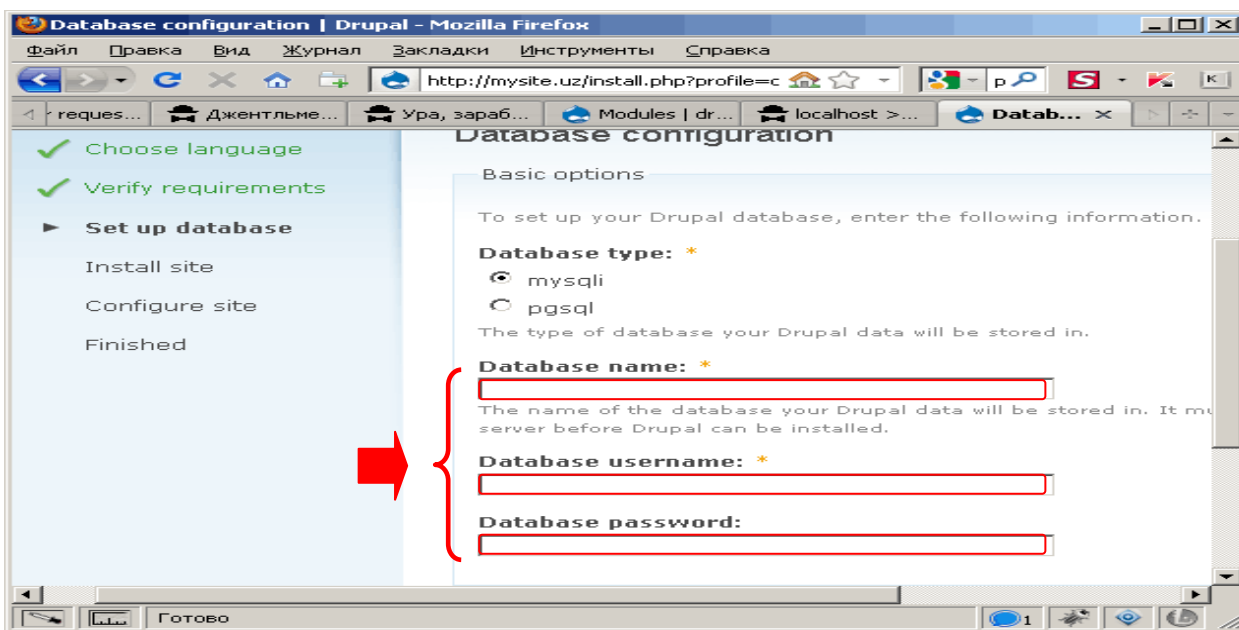 Database configuration | Drupal - Mozilla Firefox
Файл Правка Вид Журнал Закладки Инструменты Справка
http://mysite.uz/install.php?profile=c
p
S
K
reques... Джентльме... Ура, зараб... Modules | dr... localhost >... Datab...
Database configuration
Choose language
Verify requirements
Set up database
Install site
Configure site
Finished
Basic options
To set up your Drupal database, enter the following information.
Database type: *
mysqli
pgsql
The type of database your Drupal data will be stored in.
Database name: *
The name of the database your Drupal data will be stored in. It mu
server before Drupal can be installed.
Database username: *
Database password:
Готово
1